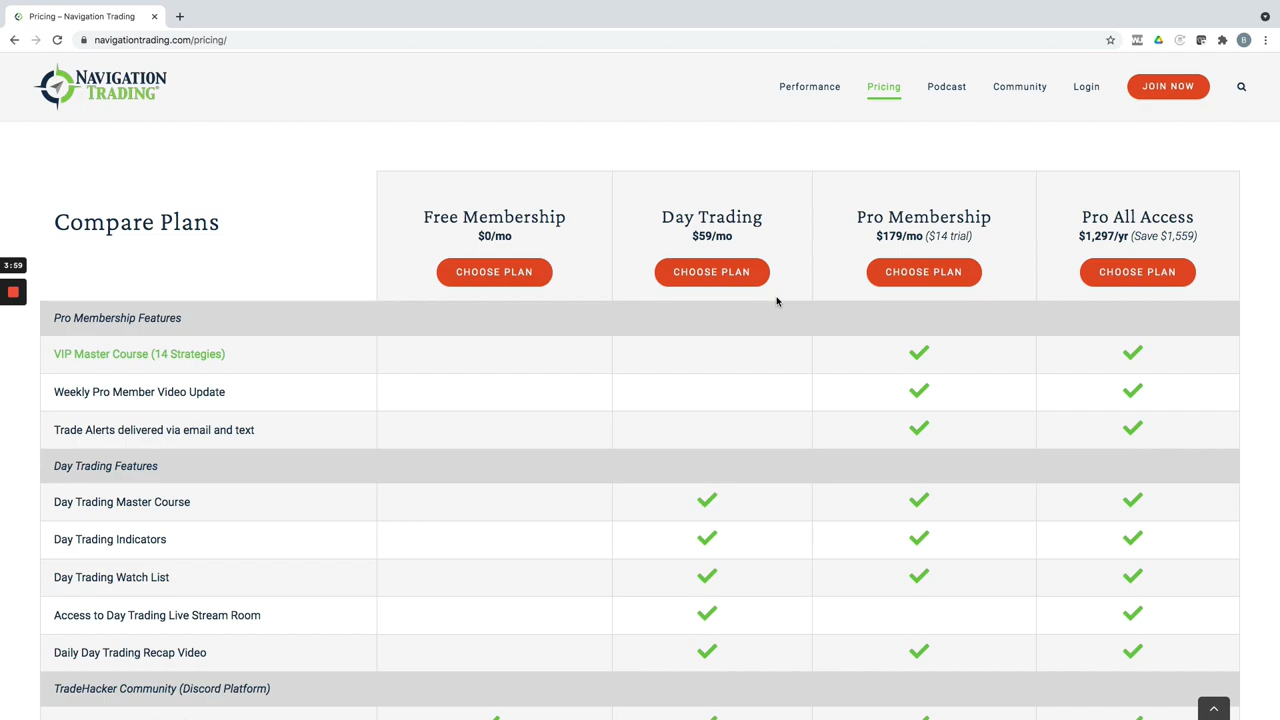 Pricing – Navigation Trading
navigationtrading.com/pricing/
B
NAVIGATION
TRADING®
Performance
Pricing
Podcast
Community
Login
JOIN NOW
Compare Plans
Free Membership
$0/mo
CHOOSE PLAN
Day Trading
$59/mo
CHOOSE PLAN
Pro Membership
$179/mo ($14 trial)
CHOOSE PLAN
Pro All Access
$1,297/yr (Save $1,559)
CHOOSE PLAN
3:59
Pro Membership Features
VIP Master Course (14 Strategies)
Weekly Pro Member Video Update
Trade Alerts delivered via email and text
Day Trading Features
Day Trading Master Course
Day Trading Indicators
Day Trading Watch List
Access to Day Trading Live Stream Room
Daily Day Trading Recap Video
TradeHacker Community (Discord Platform)